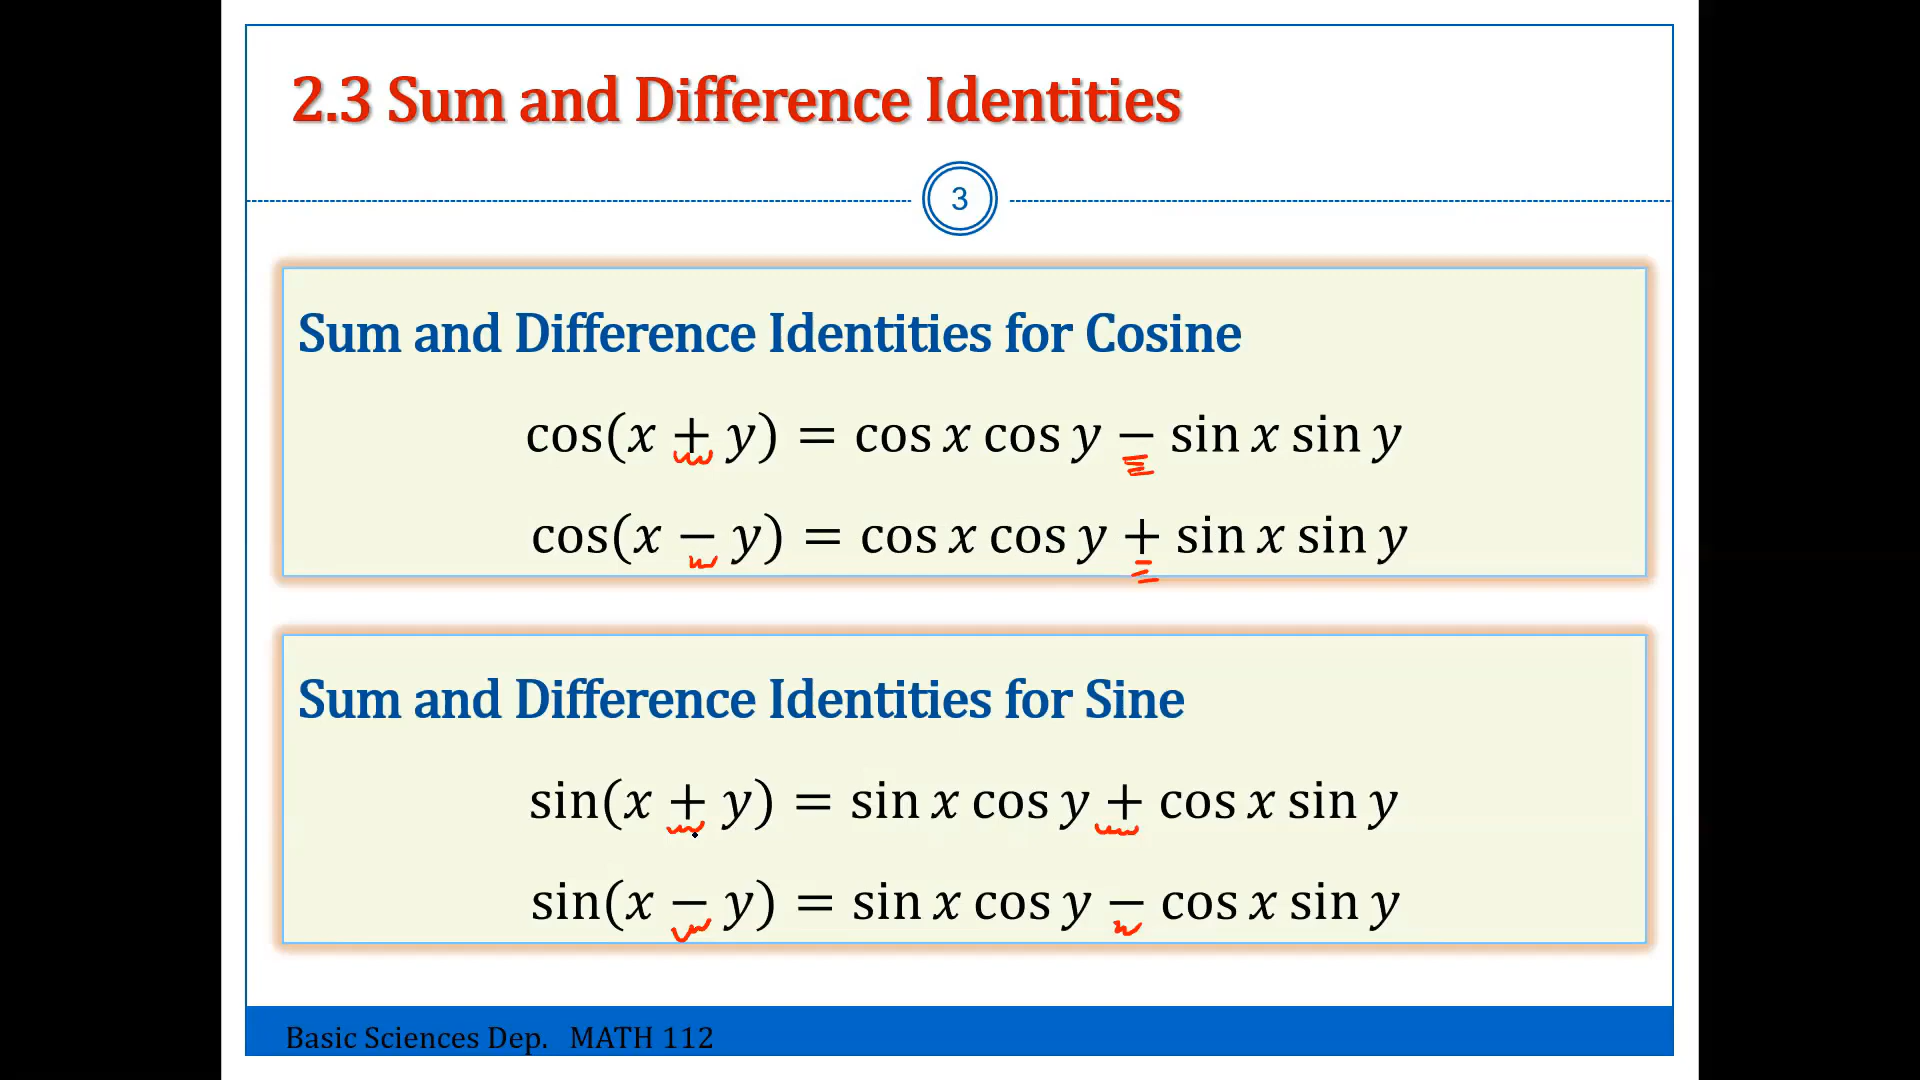 2.3 Sum and Difference Identities
3
Sum and Difference Identities for Cosine
cos(x + y) = cos x cos y − sin x sin y
cos(x − y) = cos x cos y + sin x sin y
Sum and Difference Identities for Sine
sin(x + y) = sin x cos y + cos x sin y
sin(x − y) = sin x cos y − cos x sin y
Basic Sciences Dep. MATH 112